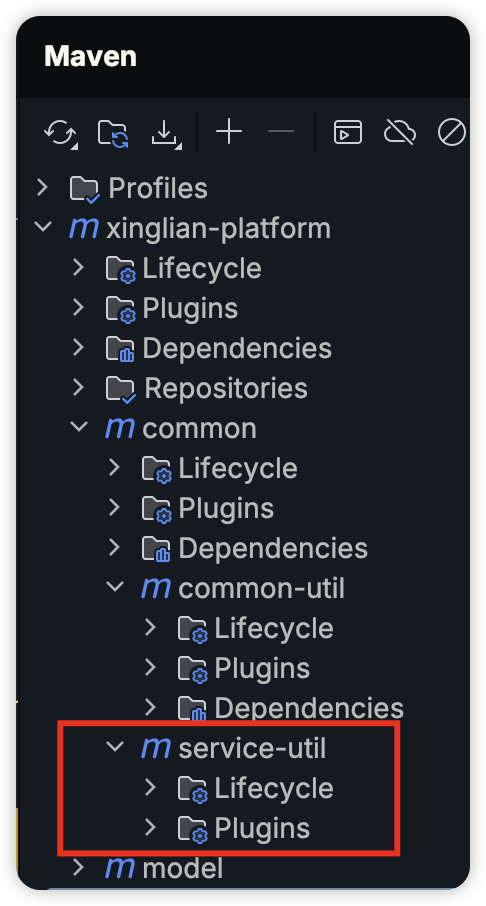 Maven
Profiles
m xinglian-platform
Lifecycle
Plugins
Dependencies
Repositories
m common
Lifecycle
Plugins
Dependencies
m common-util
Lifecycle
Plugins
Dependencies
m service-util
Lifecycle
Plugins
m model